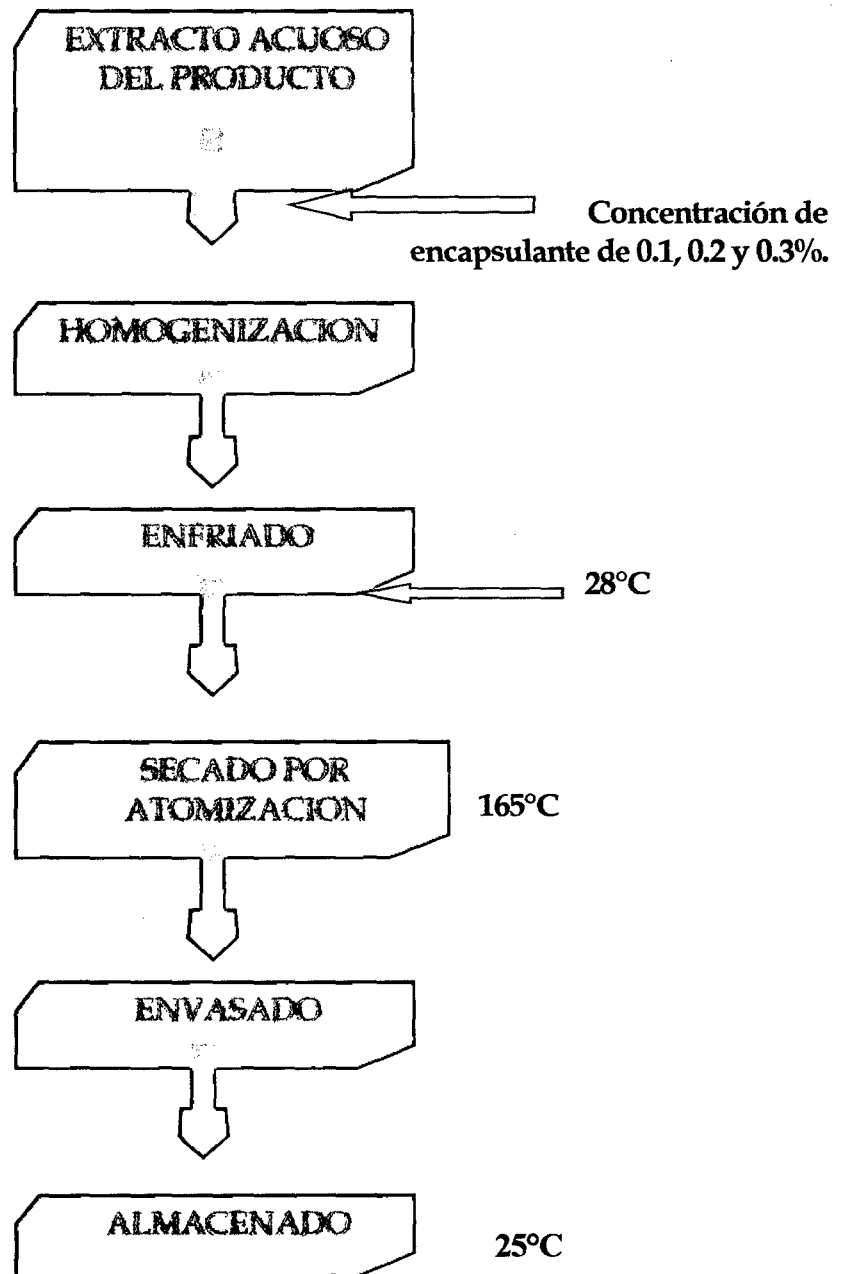 EXTRACTO ACUOSO
DEL PRODUCTO
Concentración de
encapsulante de 0.1, 0.2 y 0.3%.
HOMOGENIZACION
ENFRIADO
28°C
SECADO POR
ATOMIZACION
165°C
ENVASADO
ALMACENADO
25°C